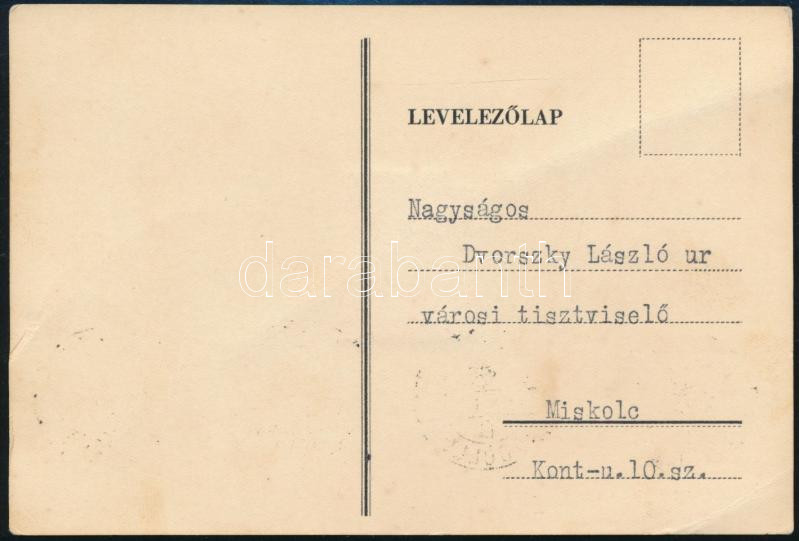 LEVELEZŐLAP
Nagyságos
Dvorszky László ur
darabanth
városi tisztviselő
Miskolc
Kont-u.10.sz.